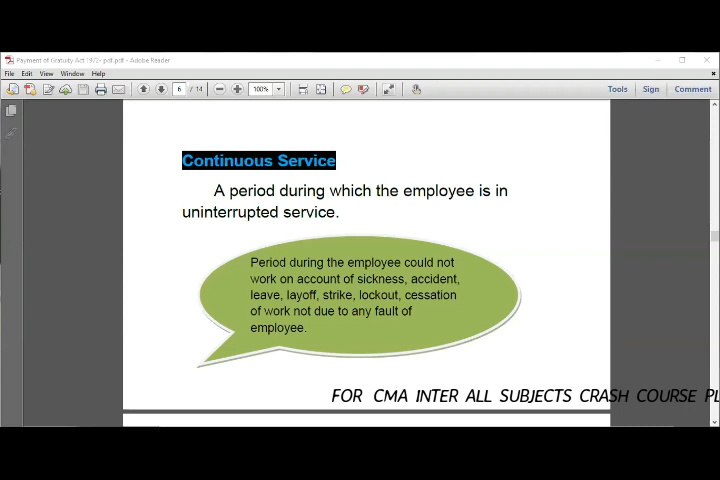 Payment of Gratuity Act 1972- pdf.pdf - Adobe Reader
File Edit View Window Help
6 / 14 100% Tools Sign Comment
Continuous Service
A period during which the employee is in
uninterrupted service.
Period during the employee could not
work on account of sickness, accident,
leave, layoff, strike, lockout, cessation
of work not due to any fault of
employee.
FOR CMA INTER ALL SUBJECTS CRASH COURSE PL